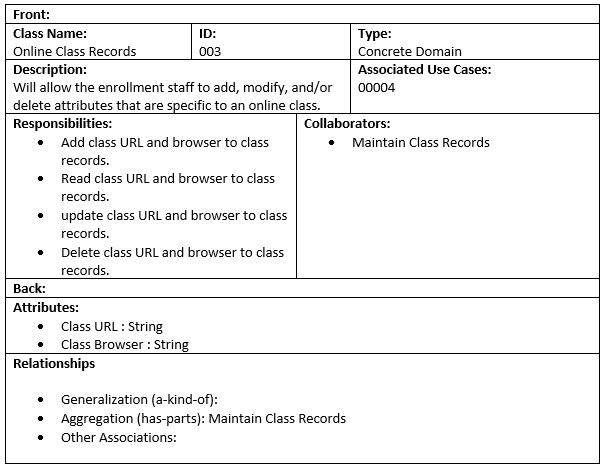 Front:
Class Name:
Online Class Records
ID:
003
Type:
Concrete Domain
Description:
Will allow the enrollment staff to add, modify, and/or
delete attributes that are specific to an online class.
Associated Use Cases:
00004
Responsibilities:
• Add class URL and browser to class
records.
• Read class URL and browser to class
records.
• update class URL and browser to class
records.
• Delete class URL and browser to class
records.
Collaborators:
• Maintain Class Records
Back:
Attributes:
• Class URL : String
• Class Browser : String
Relationships
• Generalization (a-kind-of):
• Aggregation (has-parts): Maintain Class Records
• Other Associations: